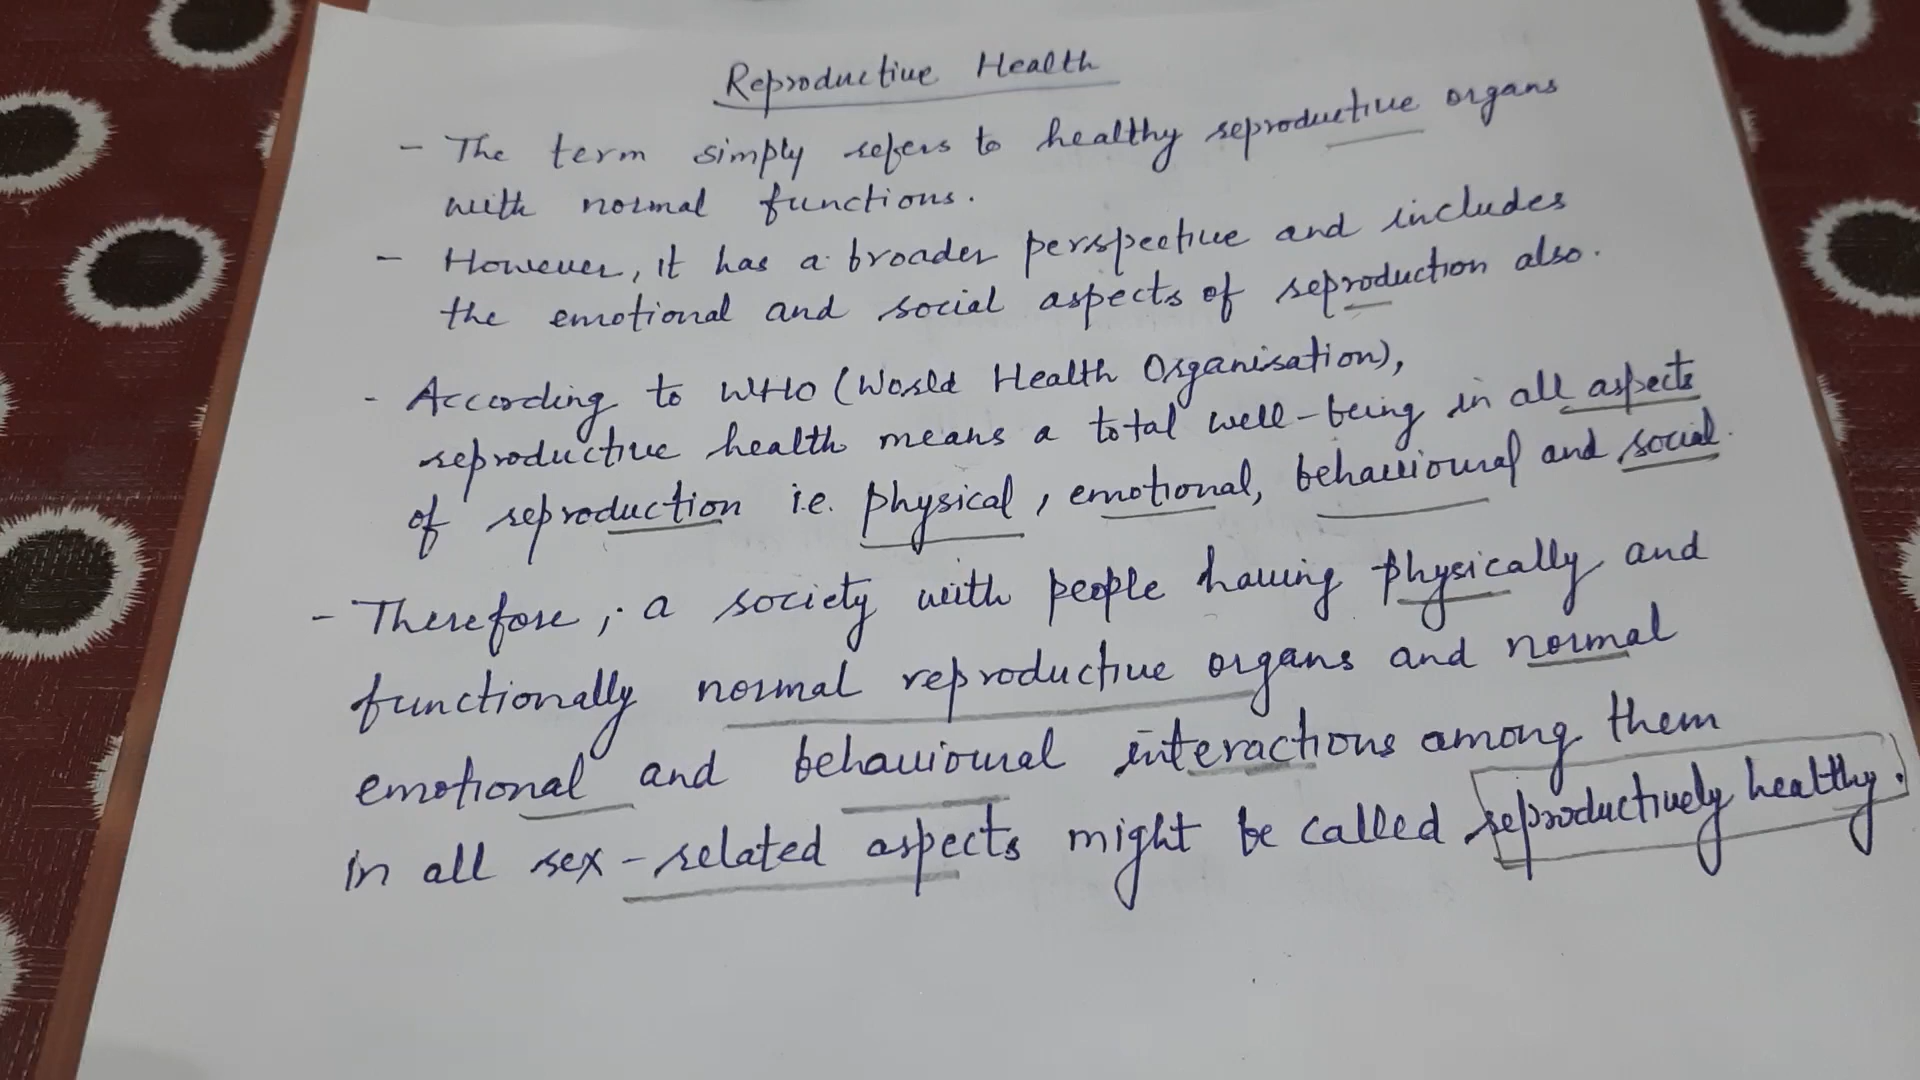 Reproductive Health
- The term simply refers to healthy reproductive organs
with normal functions.
- However, it has a broader perspective and includes
the emotional and social aspects of reproduction also.
- According to WHO (World Health Organisation),
reproductive health means a total well-being in all aspects
of reproduction i.e. physical, emotional, behavioural and social.
- Therefore, a society with people having physically and
functionally normal reproductive organs and normal
emotional and behavioural interactions among them
in all sex-related aspects might be called reproductively healthy.